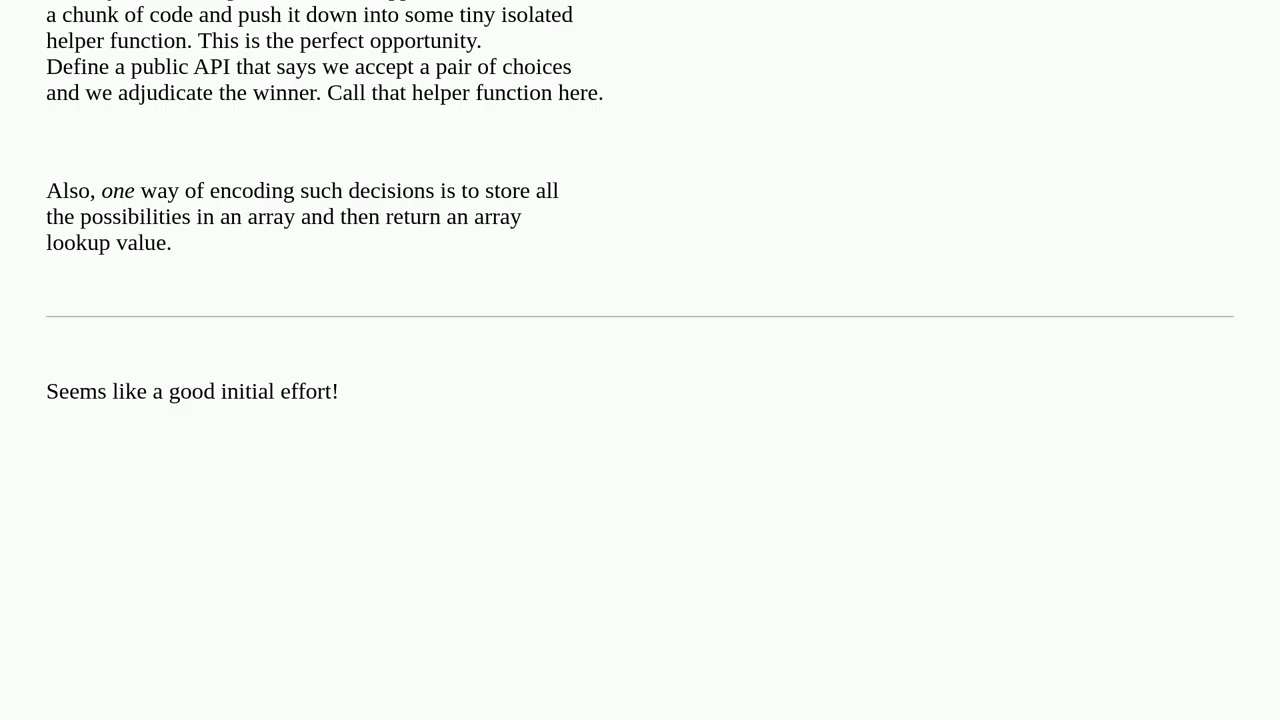 a chunk of code and push it down into some tiny isolated
helper function. This is the perfect opportunity.
Define a public API that says we accept a pair of choices
and we adjudicate the winner. Call that helper function here.
Also, one way of encoding such decisions is to store all
the possibilities in an array and then return an array
lookup value.
Seems like a good initial effort!